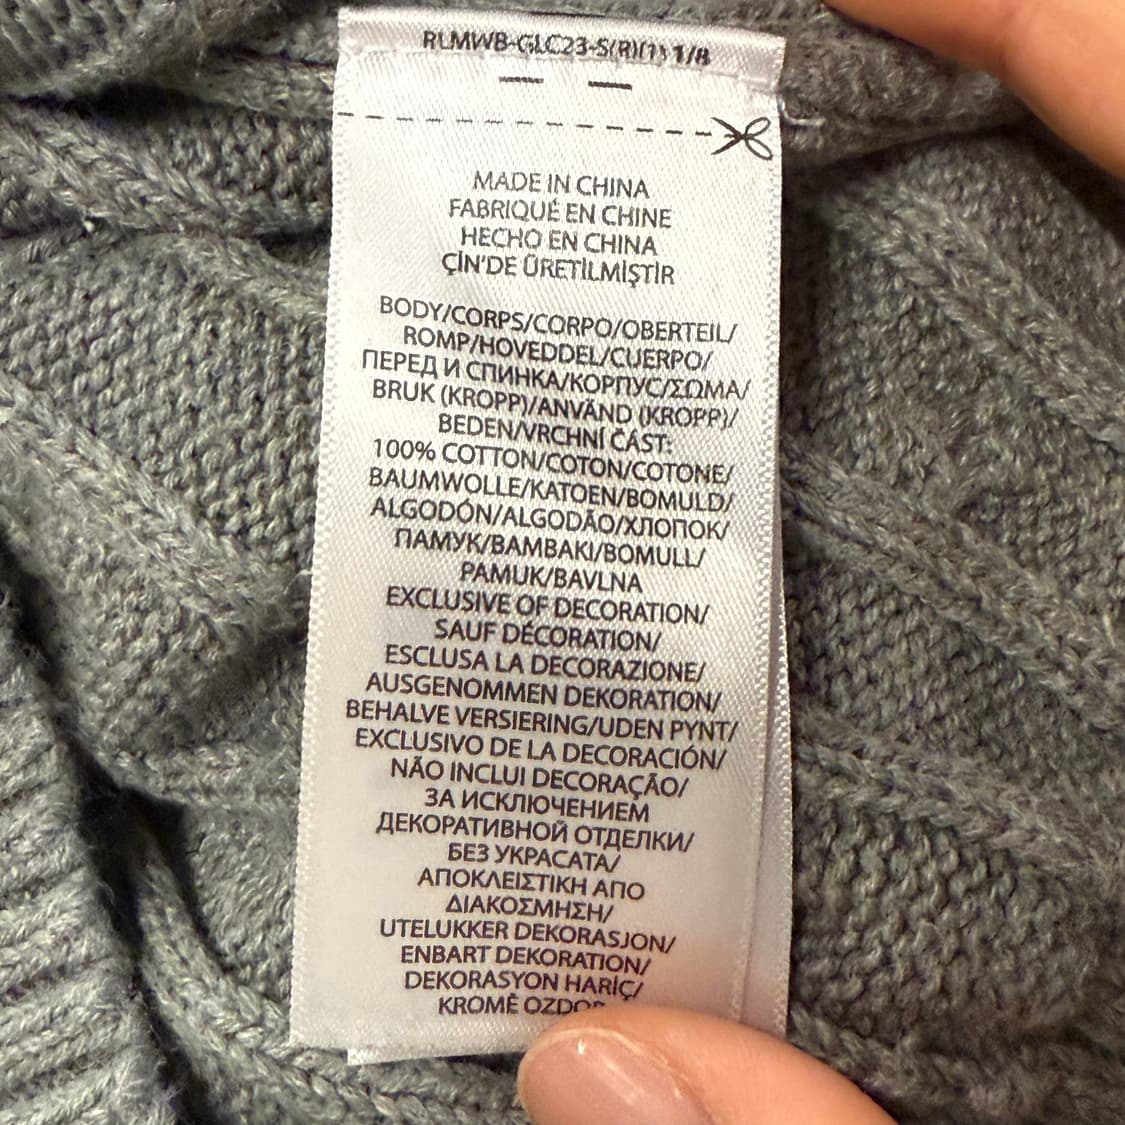 RLMWB-GLC23-S(R)(1) 1/8
MADE IN CHINA
FABRIQUÉ EN CHINE
HECHO EN CHINA
ÇİN'DE ÜRETİLMİŞTİR
BODY/CORPS/CORPO/OBERTEIL/
ROMP/HOVEDDEL/CUERPO/
ПЕРЕД И СПИНКА/КОРПУС/ΣΩΜΑ/
BRUK (KROPP)/ANVÄND (KROPP)/
BEDEN/VRCHNÍ ČÁST:
100% COTTON/COTON/COTONE/
BAUMWOLLE/KATOEN/BOMULD/
ALGODÓN/ALGODÃO/ХЛОПОК/
ПАМУК/BAMBAKI/BOMULL/
PAMUK/BAVLNA
EXCLUSIVE OF DECORATION/
SAUF DÉCORATION/
ESCLUSA LA DECORAZIONE/
AUSGENOMMEN DEKORATION/
BEHALVE VERSIERING/UDEN PYNT/
EXCLUSIVO DE LA DECORACIÓN/
NÃO INCLUI DECORAÇÃO/
ЗА ИСКЛЮЧЕНИЕМ
ДЕКОРАТИВНОЙ ОТДЕЛКИ/
БЕЗ УКРАСАТА/
ΑΠΟΚΛΕΙΣΤΙΚΗ ΑΠΟ
ΔΙΑΚΟΣΜΗΣΗ/
UTELUKKER DEKORASJON/
ENBART DEKORATION/
DEKORASYON HARİÇ/
KROMĚ